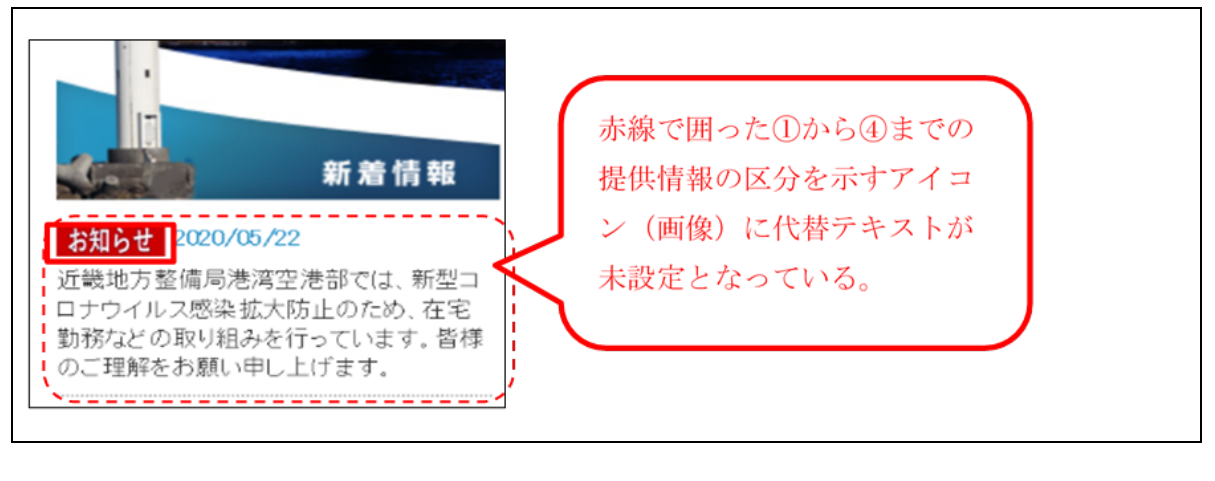 新着情報
お知らせ 2020/05/22
近畿地方整備局港湾空港部では、新型コ
ロナウイルス感染拡大防止のため、在宅
勤務などの取り組みを行っています。皆様
のご理解をお願い申し上げます。
赤線で囲った①から④までの
提供情報の区分を示すアイコ
ン（画像）に代替テキストが
未設定となっている。